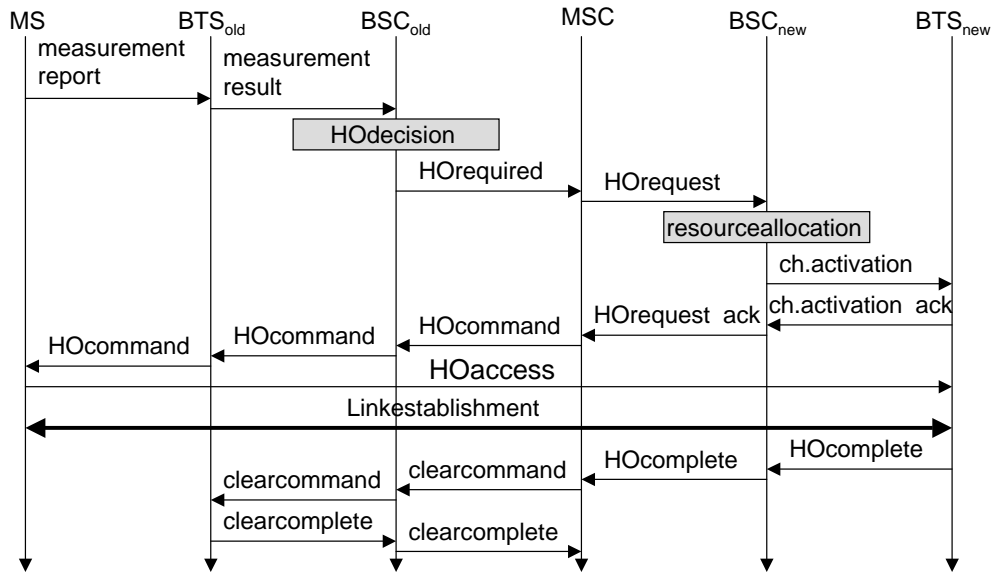 MS BTSold BSCold MSC BSCnew BTSnew
measurement
report
measurement
result
HOdecision
HOrequired
HOrequest
resourceallocation
ch.activation
ch.activation ack
HOrequest ack
HOcommand
HOcommand
HOcommand
HOaccess
Linkestablishment
HOcomplete
HOcomplete
clearcommand
clearcommand
clearcomplete
clearcomplete